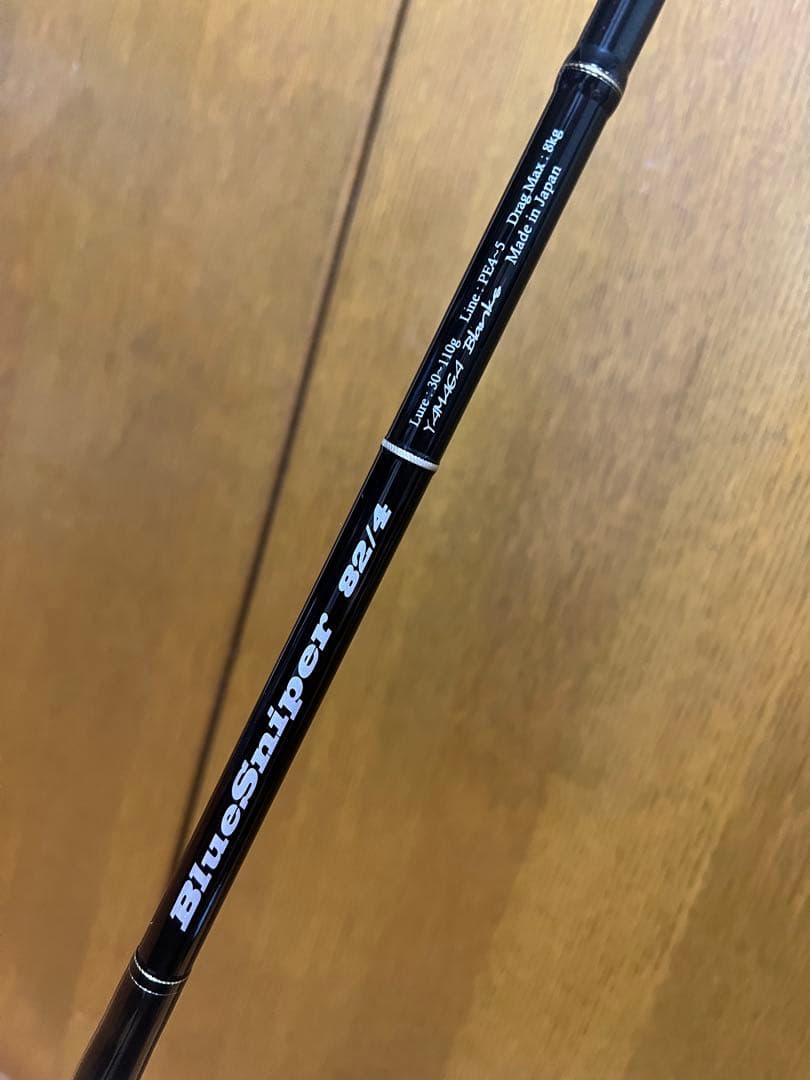 BlueSniper 82/4
Lure : 30~110g Line : PE4~5 Drag Max : 8kg
YAMAGA Blanks Made in Japan